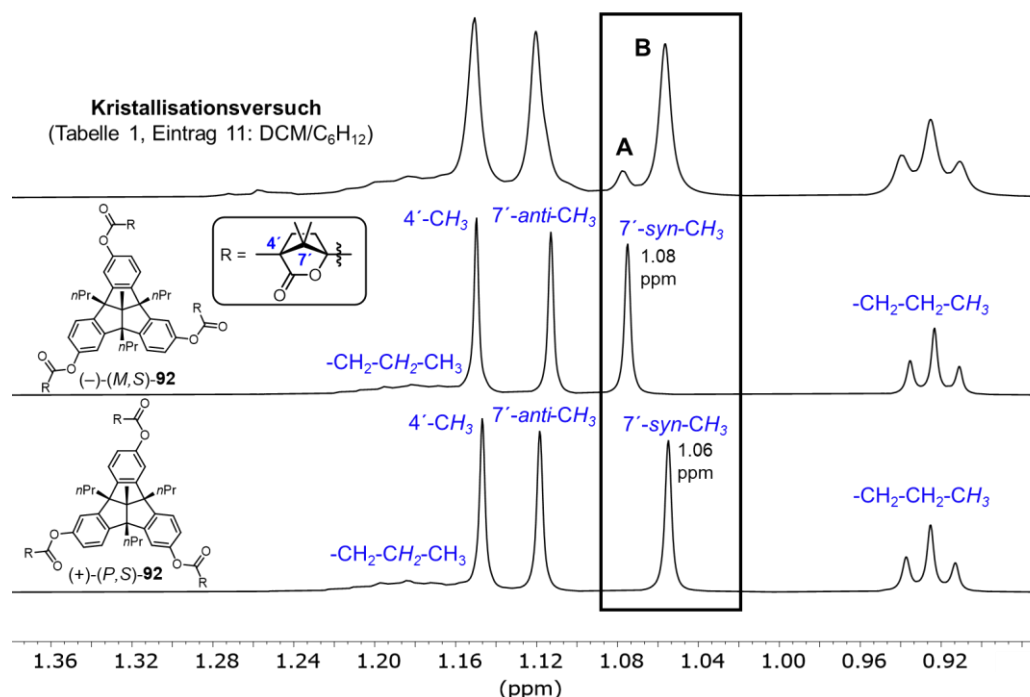 Kristallisationsversuch
(Tabelle 1, Eintrag 11: DCM/C6H12)
A
B
R
O
O
nPr
nPr
nPr
O
O
R
O
O
R
(–)-(M,S)-92
R =
4´
7´
O
O
4´-CH3
7´-anti-CH3
7´-syn-CH3
1.08
ppm
-CH2-CH2-CH3
-CH2-CH2-CH3
R
O
O
nPr
nPr
nPr
O
O
R
O
O
R
(+)-(P,S)-92
4´-CH3
7´-anti-CH3
7´-syn-CH3
1.06
ppm
-CH2-CH2-CH3
-CH2-CH2-CH3
1.36 1.32 1.28 1.24 1.20 1.16 1.12 1.08 1.04 1.00 0.96 0.92
(ppm)